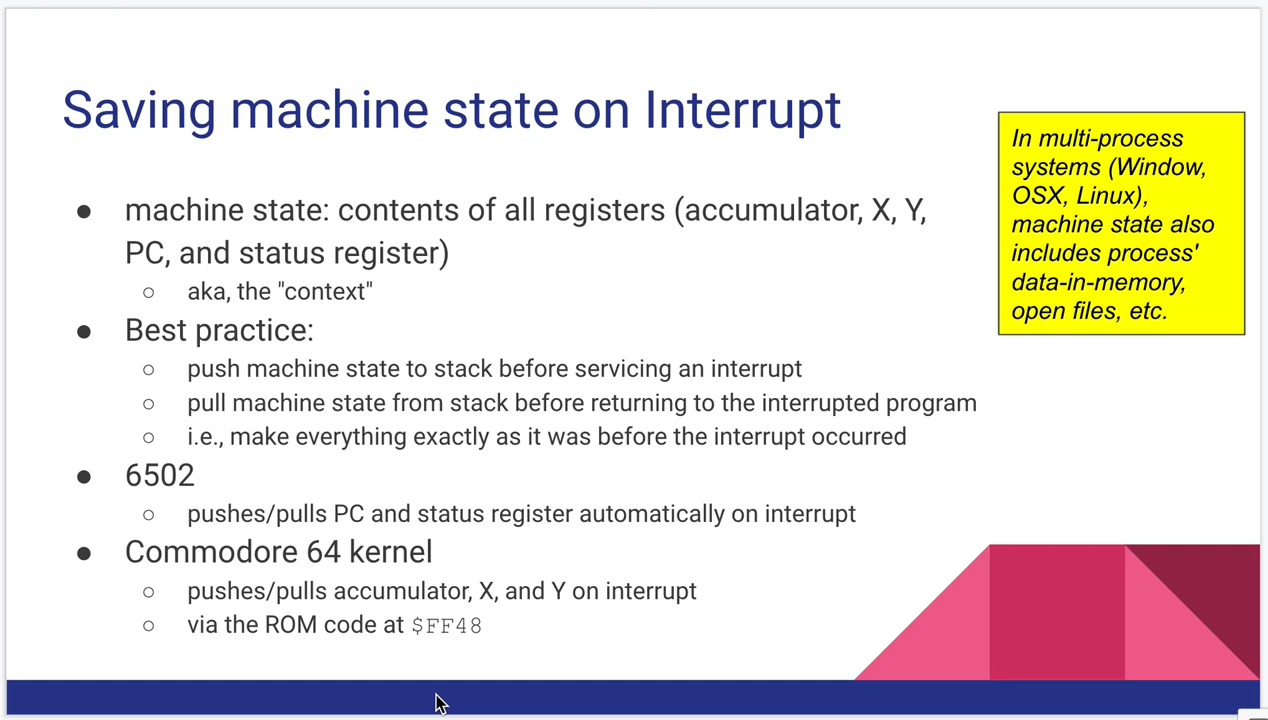 Saving machine state on Interrupt
● machine state: contents of all registers (accumulator, X, Y,
PC, and status register)
○ aka, the "context"
● Best practice:
○ push machine state to stack before servicing an interrupt
○ pull machine state from stack before returning to the interrupted program
○ i.e., make everything exactly as it was before the interrupt occurred
● 6502
○ pushes/pulls PC and status register automatically on interrupt
● Commodore 64 kernel
○ pushes/pulls accumulator, X, and Y on interrupt
○ via the ROM code at $FF48
In multi-process
systems (Window,
OSX, Linux),
machine state also
includes process'
data-in-memory,
open files, etc.